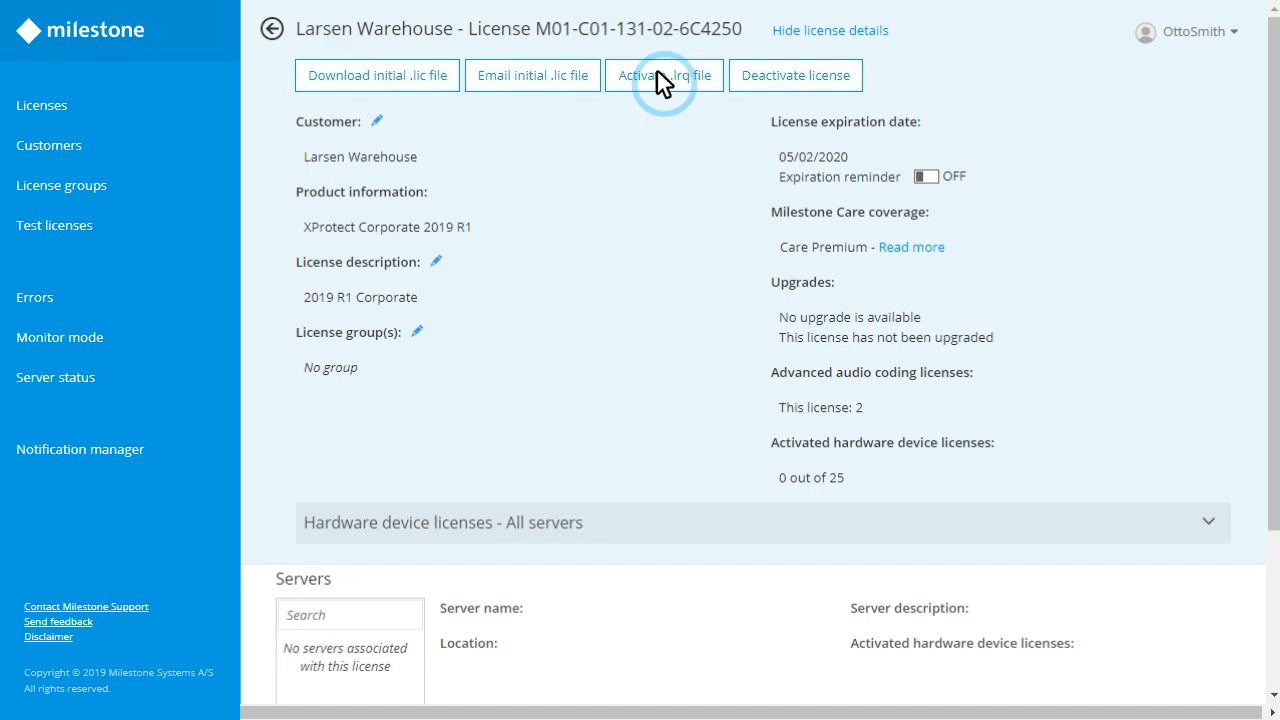 milestone
Larsen Warehouse - License M01-C01-131-02-6C4250
Hide license details
OttoSmith
Download initial .lic file
Email initial .lic file
Activate .lrq file
Deactivate license
Licenses
Customers
License groups
Test licenses
Errors
Monitor mode
Server status
Notification manager
Contact Milestone Support
Send feedback
Disclaimer
Copyright © 2019 Milestone Systems A/S
All rights reserved.
Customer:
Larsen Warehouse
Product information:
XProtect Corporate 2019 R1
License description:
2019 R1 Corporate
License group(s):
No group
License expiration date:
05/02/2020
Expiration reminder OFF
Milestone Care coverage:
Care Premium - Read more
Upgrades:
No upgrade is available
This license has not been upgraded
Advanced audio coding licenses:
This license: 2
Activated hardware device licenses:
0 out of 25
Hardware device licenses - All servers
Servers
Search
No servers associated
with this license
Server name:
Location:
Server description:
Activated hardware device licenses: